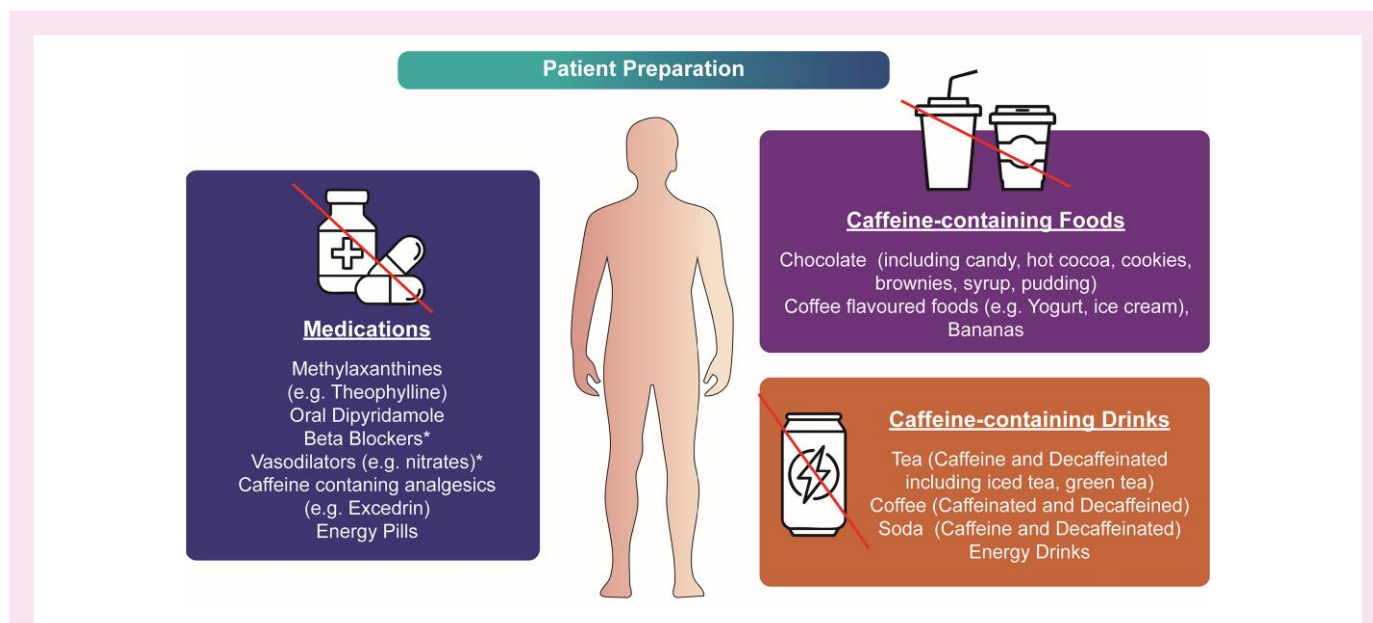 Patient Preparation
Medications
Methylaxanthines
(e.g. Theophylline)
Oral Dipyridamole
Beta Blockers*
Vasodilators (e.g. nitrates)*
Caffeine contaning analgesics
(e.g. Excedrin)
Energy Pills
Caffeine-containing Foods
Chocolate (including candy, hot cocoa, cookies,
brownies, syrup, pudding)
Coffee flavoured foods (e.g. Yogurt, ice cream),
Bananas
Caffeine-containing Drinks
Tea (Caffeine and Decaffeinated
including iced tea, green tea)
Coffee (Caffeinated and Decaffeined)
Soda (Caffeine and Decaffeinated)
Energy Drinks